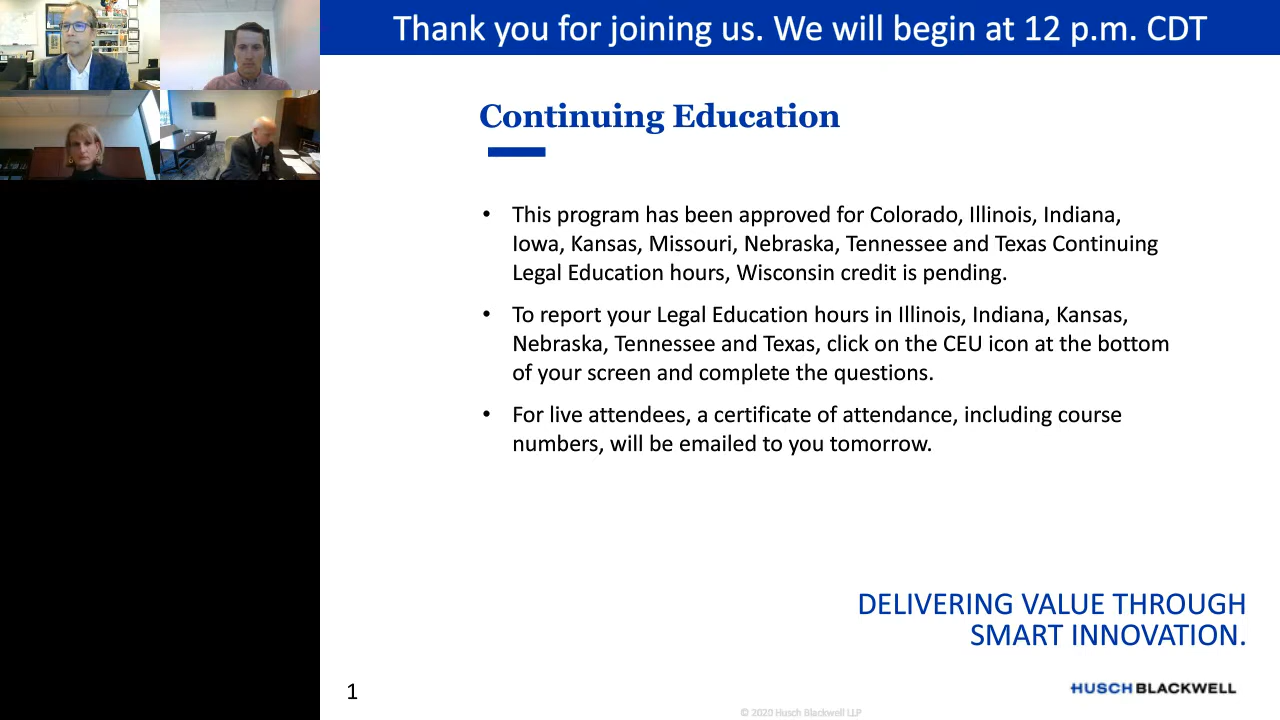 Thank you for joining us. We will begin at 12 p.m. CDT
Continuing Education
• This program has been approved for Colorado, Illinois, Indiana,
Iowa, Kansas, Missouri, Nebraska, Tennessee and Texas Continuing
Legal Education hours, Wisconsin credit is pending.
• To report your Legal Education hours in Illinois, Indiana, Kansas,
Nebraska, Tennessee and Texas, click on the CEU icon at the bottom
of your screen and complete the questions.
• For live attendees, a certificate of attendance, including course
numbers, will be emailed to you tomorrow.
DELIVERING VALUE THROUGH
SMART INNOVATION.
1
HUSCHBLACKWELL
© 2020 Husch Blackwell LLP